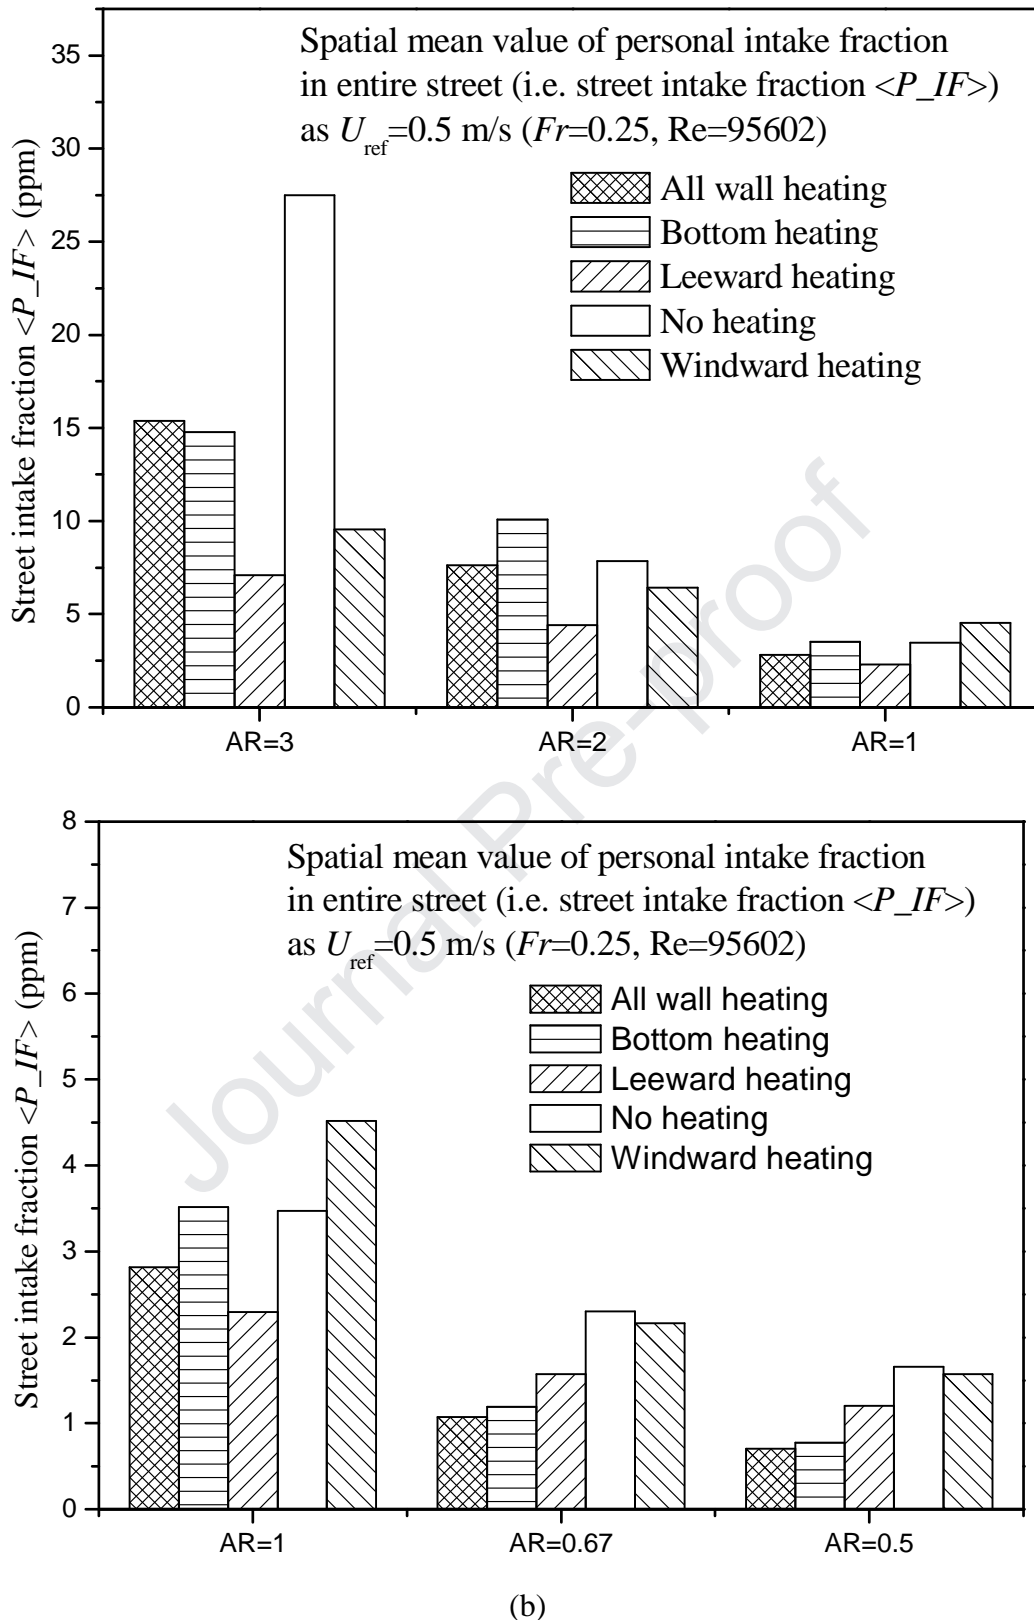 35
30
25
20
15
10
5
0
Street intake fraction <P_IF> (ppm)
Spatial mean value of personal intake fraction
in entire street (i.e. street intake fraction <P_IF>)
as Uref=0.5 m/s (Fr=0.25, Re=95602)
All wall heating
Bottom heating
Leeward heating
No heating
Windward heating
AR=3 AR=2 AR=1
Journal Pre-proof
8
7
6
5
4
3
2
1
0
Street intake fraction <P_IF> (ppm)
Spatial mean value of personal intake fraction
in entire street (i.e. street intake fraction <P_IF>)
as Uref=0.5 m/s (Fr=0.25, Re=95602)
All wall heating
Bottom heating
Leeward heating
No heating
Windward heating
AR=1 AR=0.67 AR=0.5
(b)